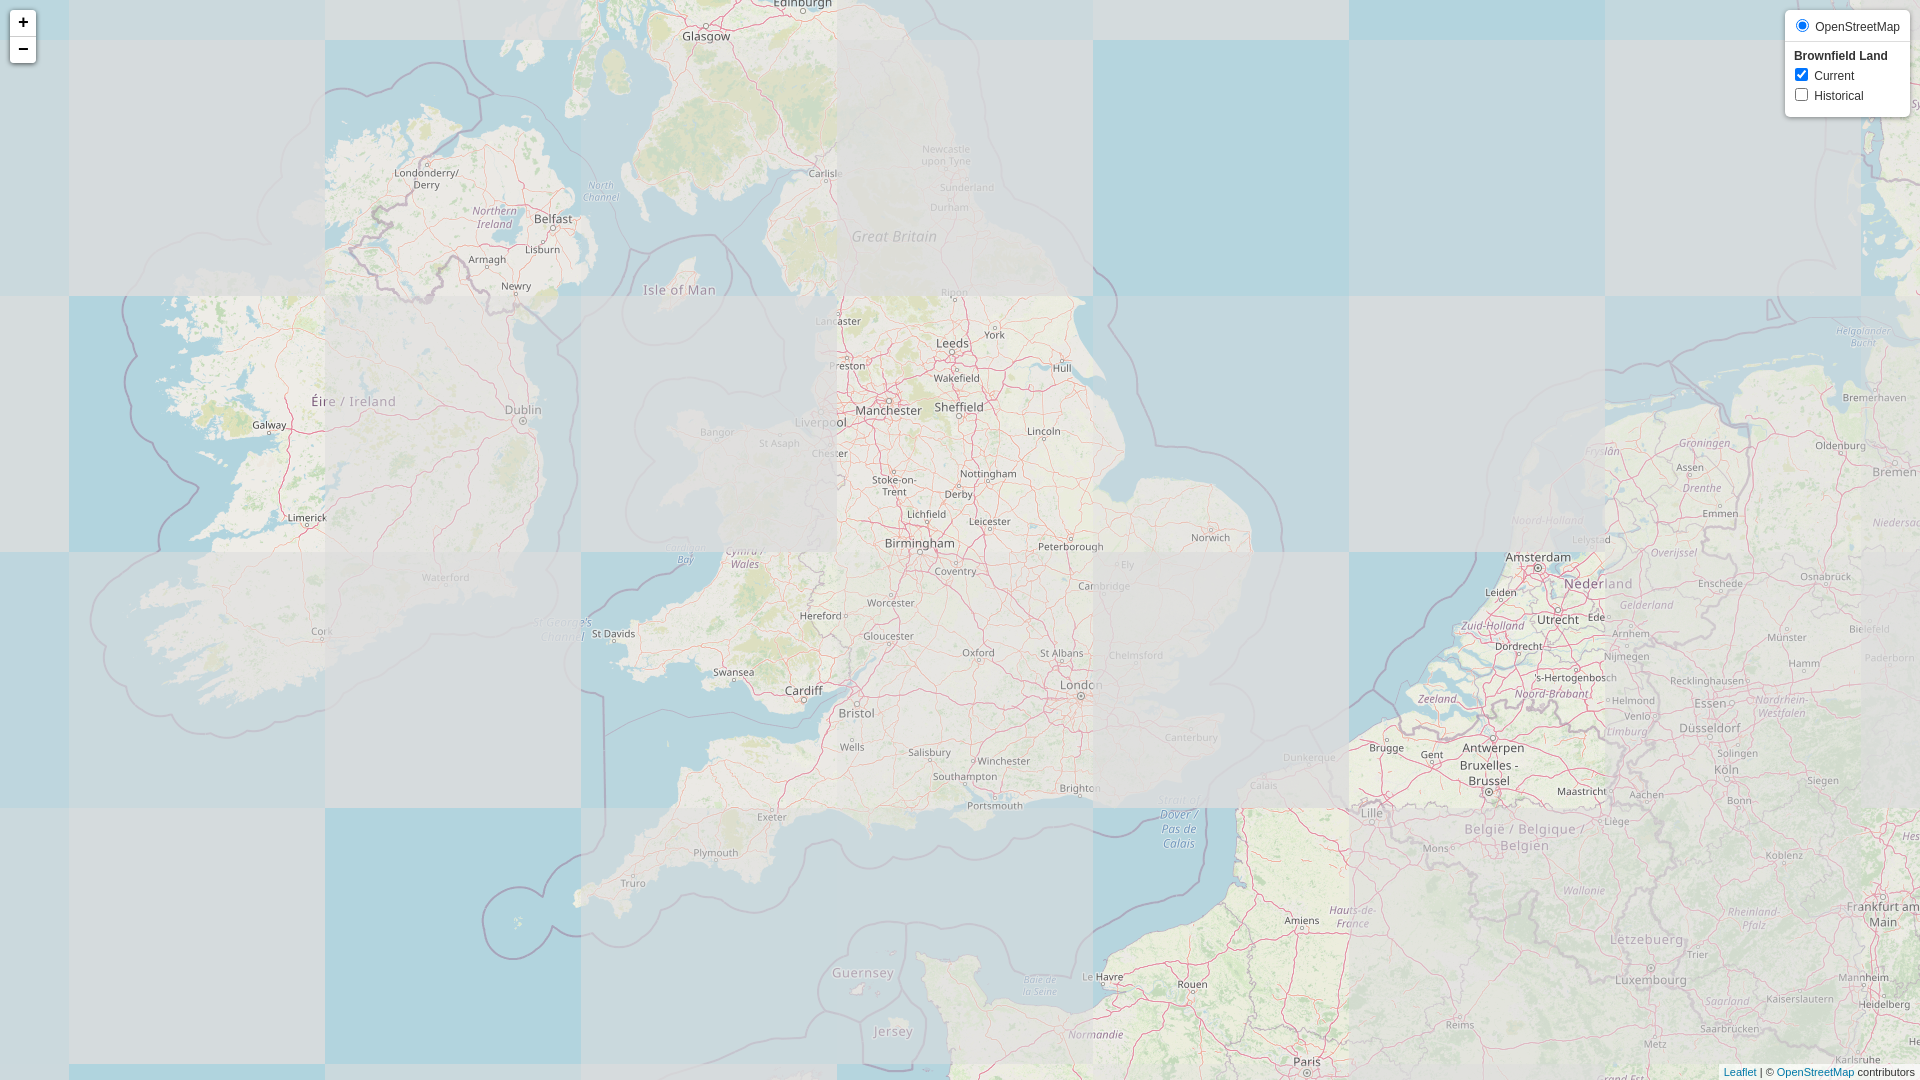 +
−
OpenStreetMap
Brownfield Land
Current
Historical
Edinburgh
Glasgow
Londonderry/
Derry
North
Channel
Northern
Ireland
Belfast
Lisburn
Armagh
Newry
Carlisle
Newcastle
upon Tyne
Sunderland
Durham
Great Britain
Isle of Man
Ripon
Lancaster
York
Leeds
Preston
Wakefield
Hull
Helgoländer
Bucht
Bremerhaven
Éire / Ireland
Dublin
Galway
Manchester
Sheffield
Liverpool
Bangor
St Asaph
Chester
Lincoln
Groningen
Oldenburg
Fryslân
Assen
Bremen
Stoke-on-
Trent
Nottingham
Derby
Drenthe
Limerick
Lichfield
Leicester
Noord-Holland
Emmen
Birmingham
Peterborough
Norwich
Lelystad
Bay
Cymru /
Wales
Amsterdam
Overijssel
Coventry
Ely
Waterford
Cambridge
Nederland
Enschede
Osnabrück
Leiden
Worcester
Gelderland
Hereford
Utrecht
Ede
St George's
Channel
St Davids
Zuid-Holland
Gloucester
Arnhem
Münster
Bielefeld
Cork
Oxford
St Albans
Chelmsford
Dordrecht
Nijmegen
Hamm
Paderborn
Swansea
Cardiff
London
's-Hertogenbosch
Recklinghausen
Zeeland
Noord-Brabant
Helmond
Essen
Nordrhein-
Westfalen
Bristol
Venlo
Limburg
Düsseldorf
Wells
Salisbury
Canterbury
Brugge
Gent
Antwerpen
Solingen
Winchester
Dunkerque
Bruxelles -
Brussel
Köln
Southampton
Brighton
Calais
Maastricht
Aachen
Siegen
Portsmouth
Bonn
Exeter
Dover /
Pas de
Calais
Lille
Liège
België / Belgique /
Belgien
Mons
Plymouth
Koblenz
Truro
Wallonie
Amiens
Hauts-de-
France
Rheinland-
Pfalz
Frankfurt am
Main
Lëtzebuerg
Trier
Guernsey
Le Havre
Baie de
la Seine
Rouen
Luxembourg
Mannheim
Saarland
Kaiserslautern
Heidelberg
Jersey
Normandie
Reims
Saarbrücken
Metz
Karlsruhe
Paris
Leaflet | © OpenStreetMap contributors